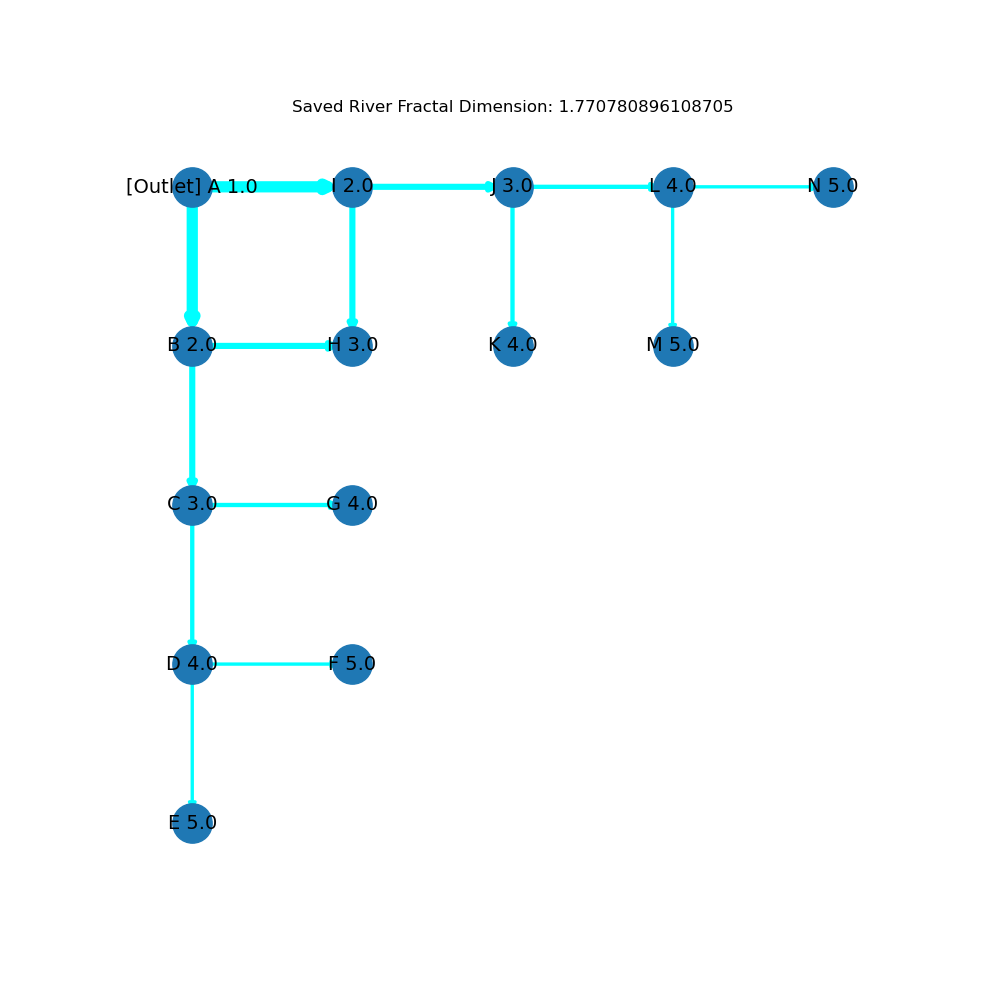 Saved River Fractal Dimension: 1.770780896108705
[Outlet] A 1.0
I 2.0
J 3.0
L 4.0
N 5.0
B 2.0
H 3.0
K 4.0
M 5.0
C 3.0
G 4.0
D 4.0
F 5.0
E 5.0